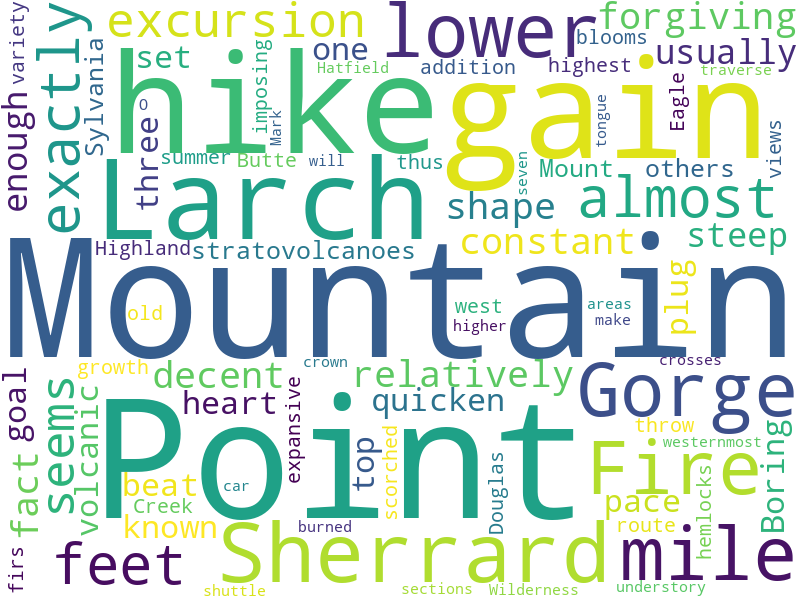 variety
excursion
lower
forgiving
blooms
usually
exactly
Sylvania
set
one
Hatfield
addition
highest
traverse
imposing
Mark
hike
gain
Eagle
tongue
views
enough
three
O
summer
Butte
will
thus
seven
Mount
others
Larch
shape
almost
Highland
stratovolcanoes
constant
steep
Mountain
plug
old
west
higher
areas
make
growth
decent
crown
relatively
crosses
goal
seems
volcanic
heart
expansive
quicken
Gorge
Point
top
scorched
throw
westernmost
Boring
fact
beat
Creek
car
known
Douglas
Fire
pace
route
hemlocks
burned
Sherrard
mile
firs
feet
shuttle
sections
Wilderness
understory